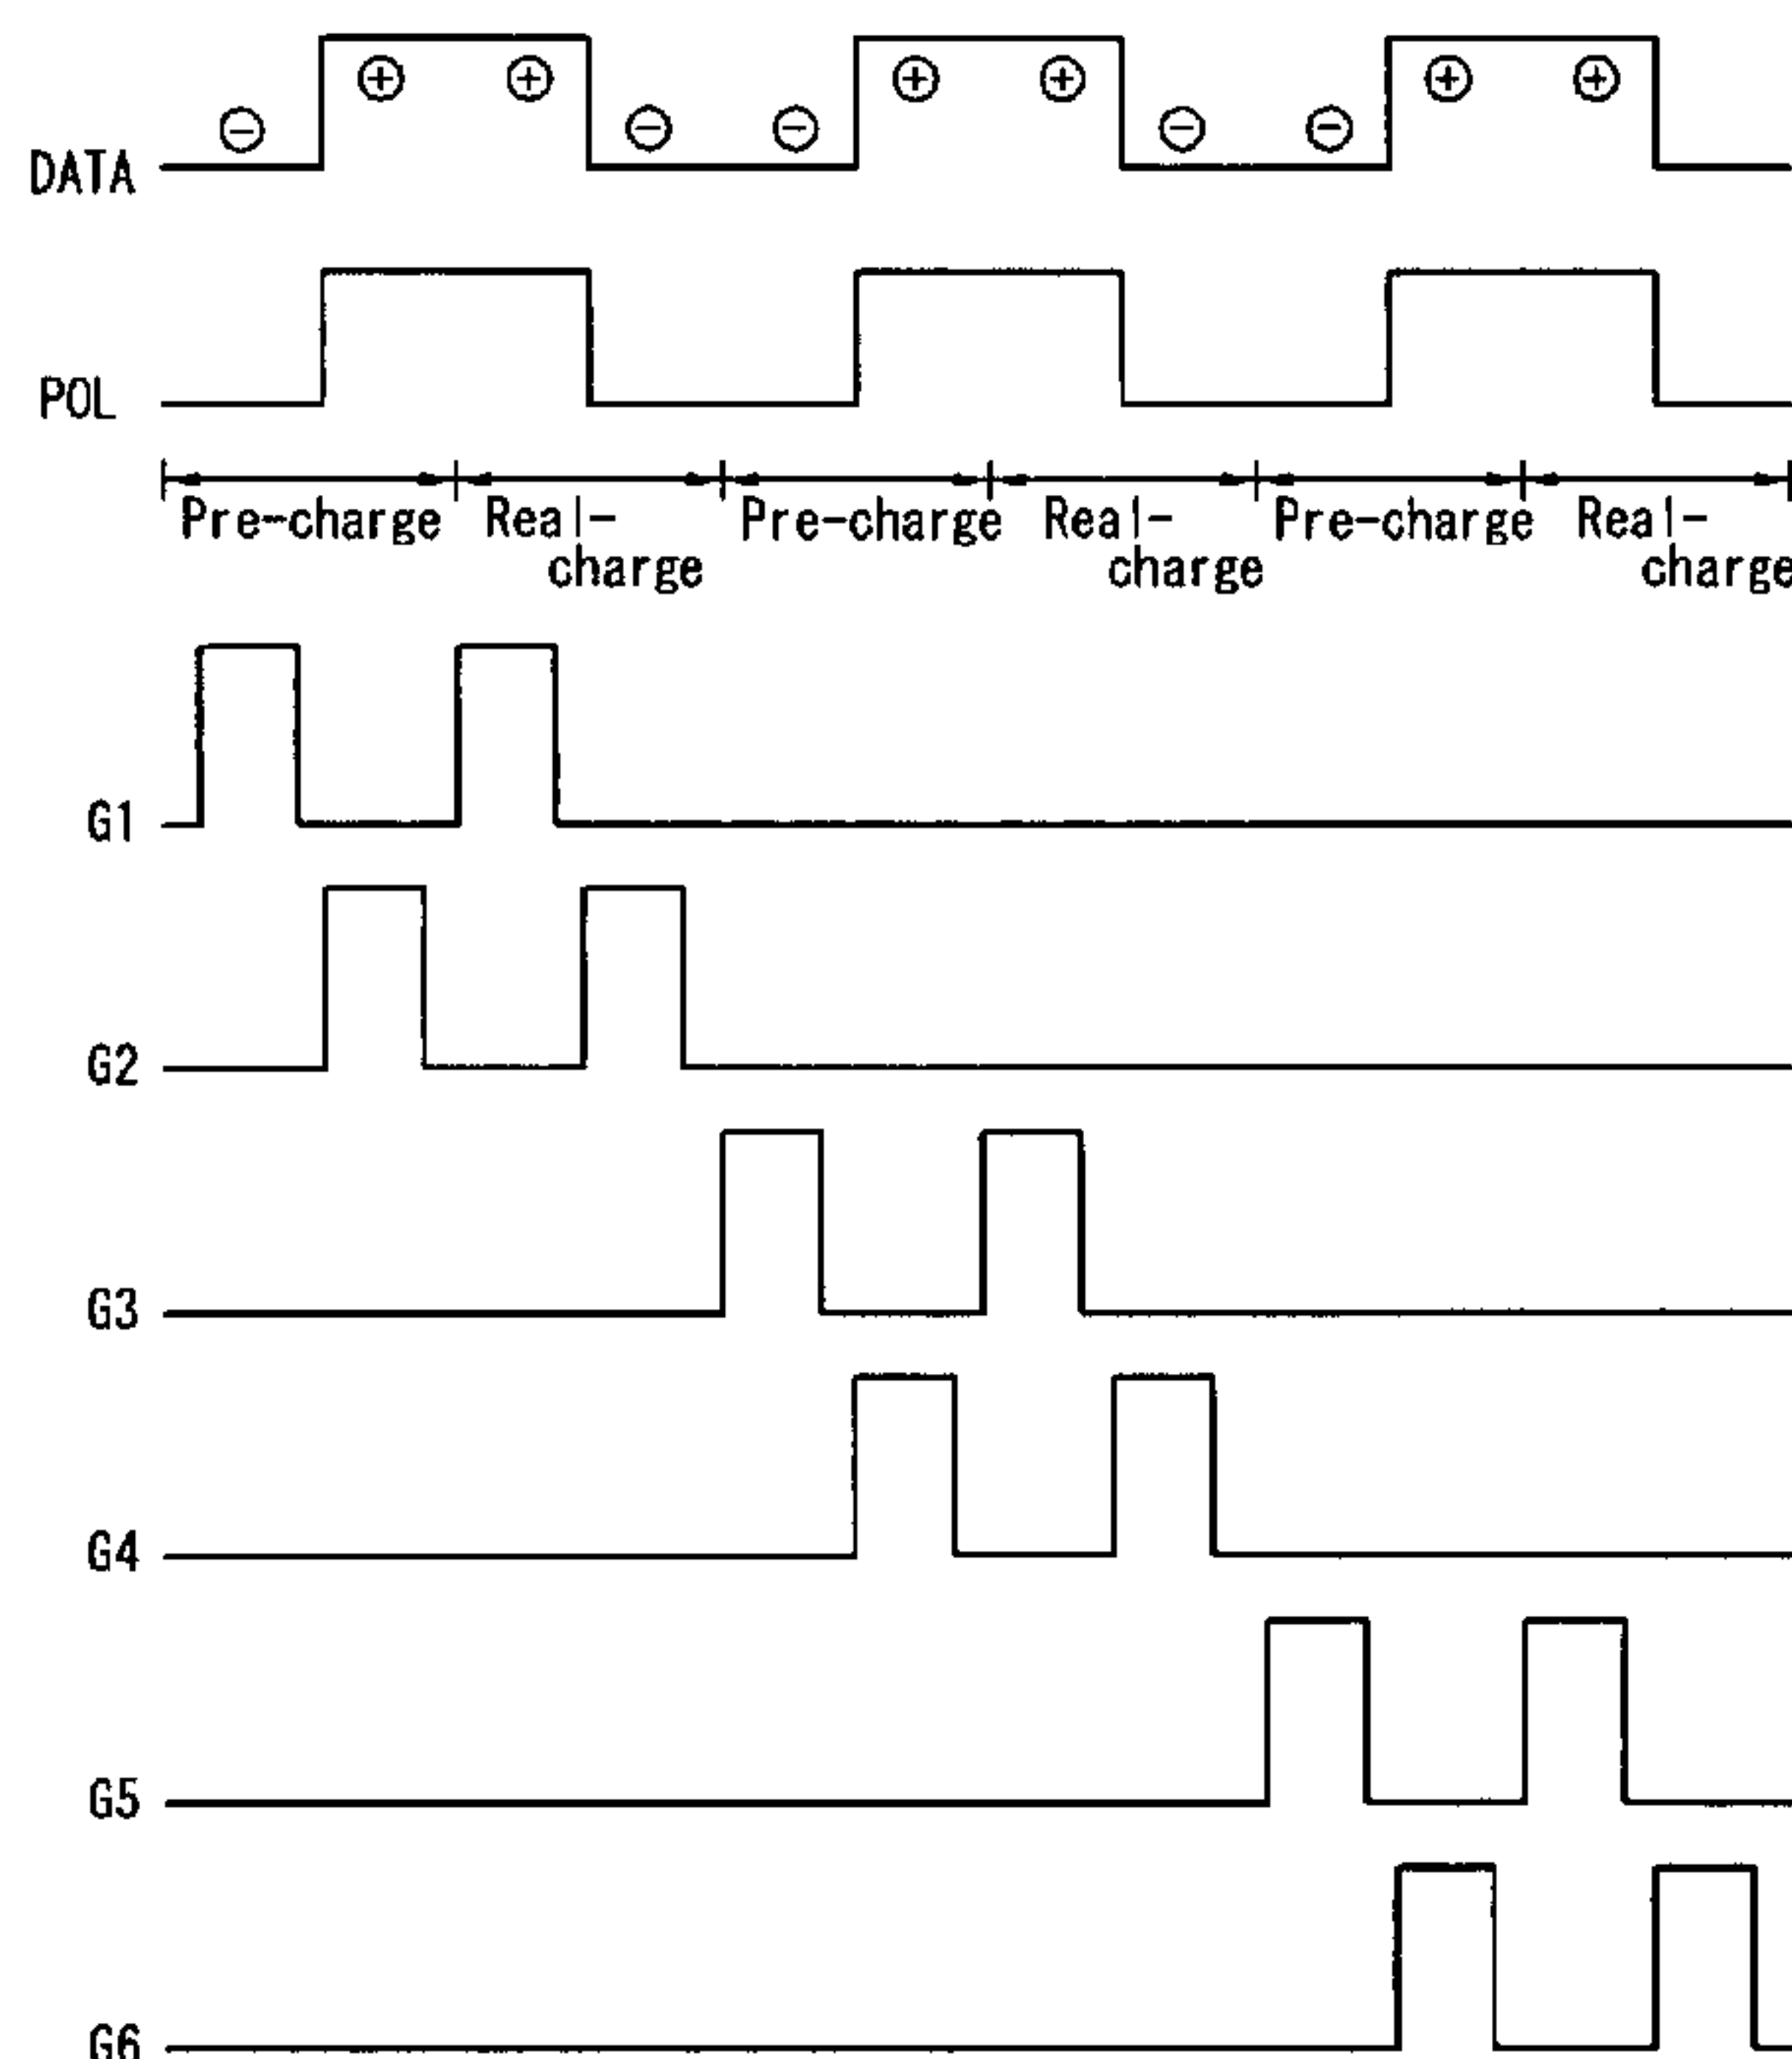 ⊖ ⊕ ⊕ ⊖ ⊖ ⊕ ⊕ ⊖ ⊖ ⊕ ⊕
DATA
POL
Pre-charge Real-charge Pre-charge Real-charge Pre-charge Real-charge
G1
G2
G3
G4
G5
G6